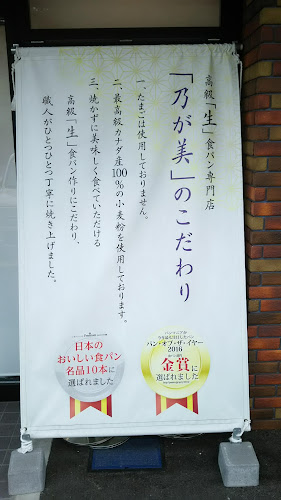 高級「生」食パン専門店
「乃が美」のこだわり
一、たまごは使用しておりません。
二、最高級カナダ産100%の小麦粉を使用しております。
三、焼かずに美味しく食べていただける
高級「生」食パン作りにこだわり、
職人がひとつひとつ丁寧に焼き上げました。
日本の
おいしい食パン
名品10本に
選ばれました
パン・オブ・ザ・イヤー
2016
金賞に
選ばれました